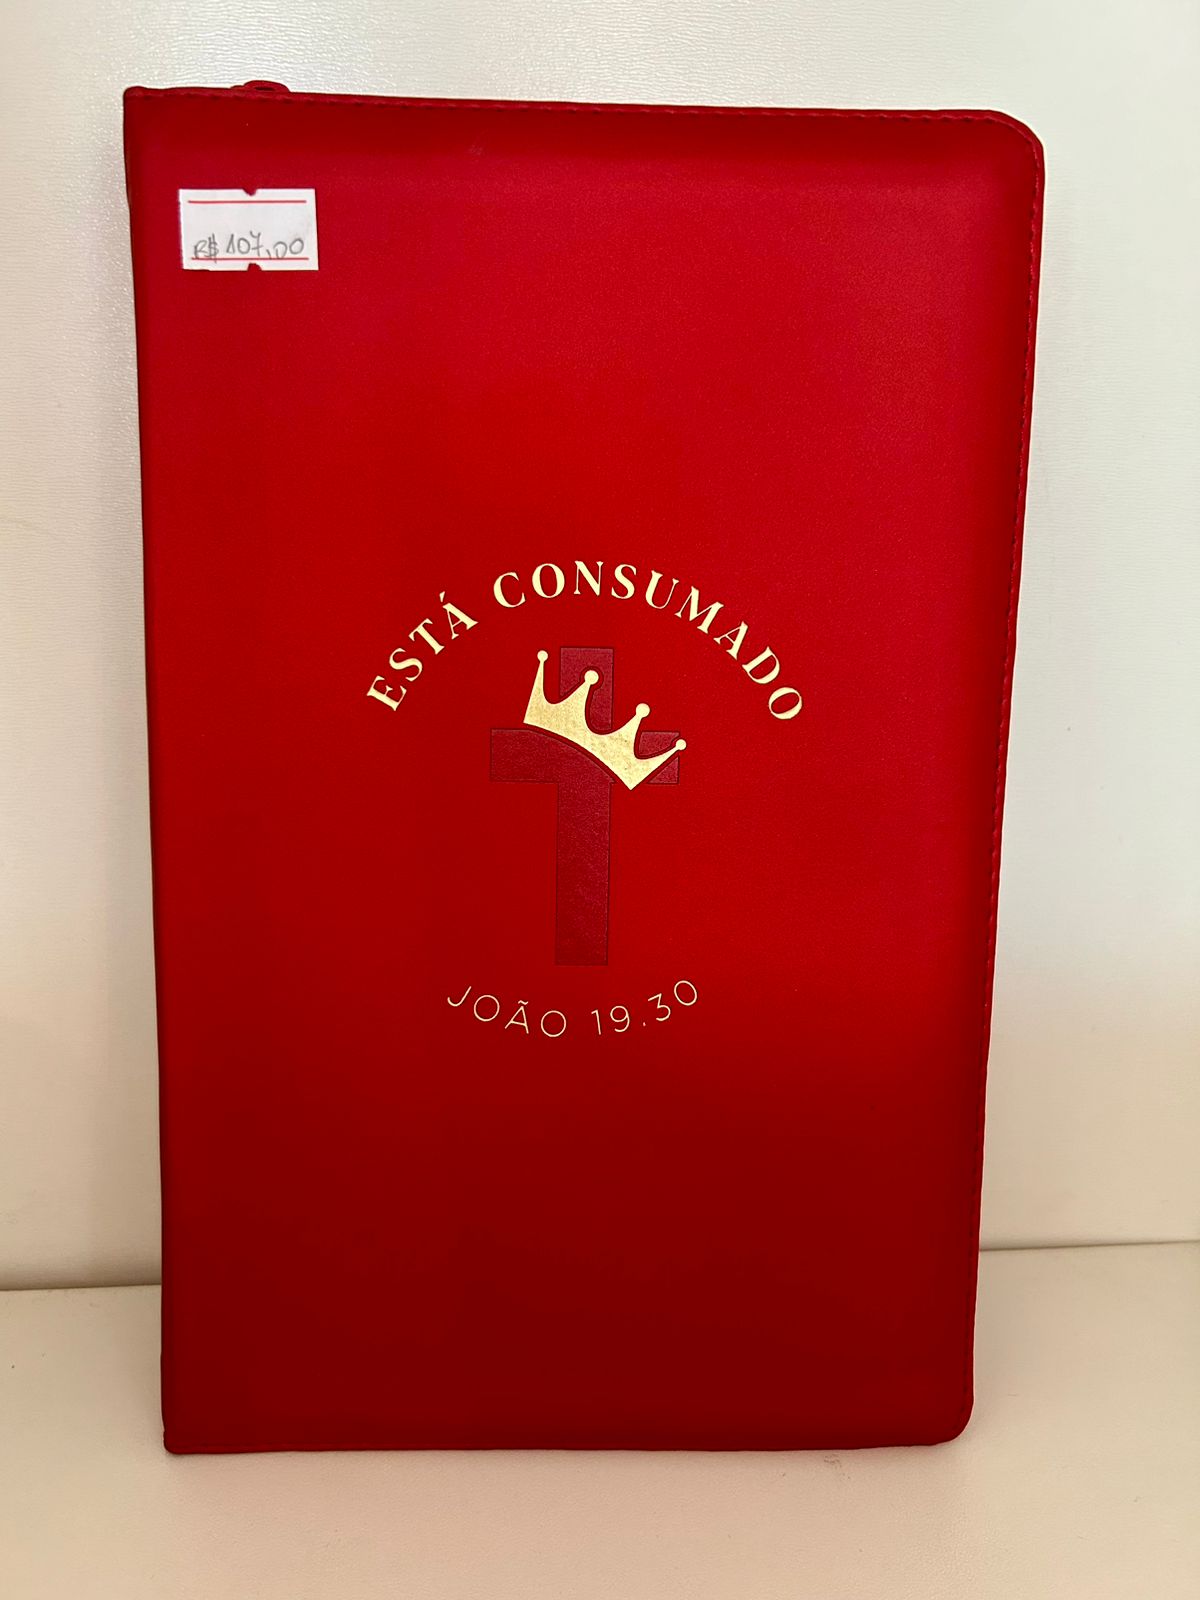 R$ 107,00
ESTÁ CONSUMADO
JOÃO 19.30